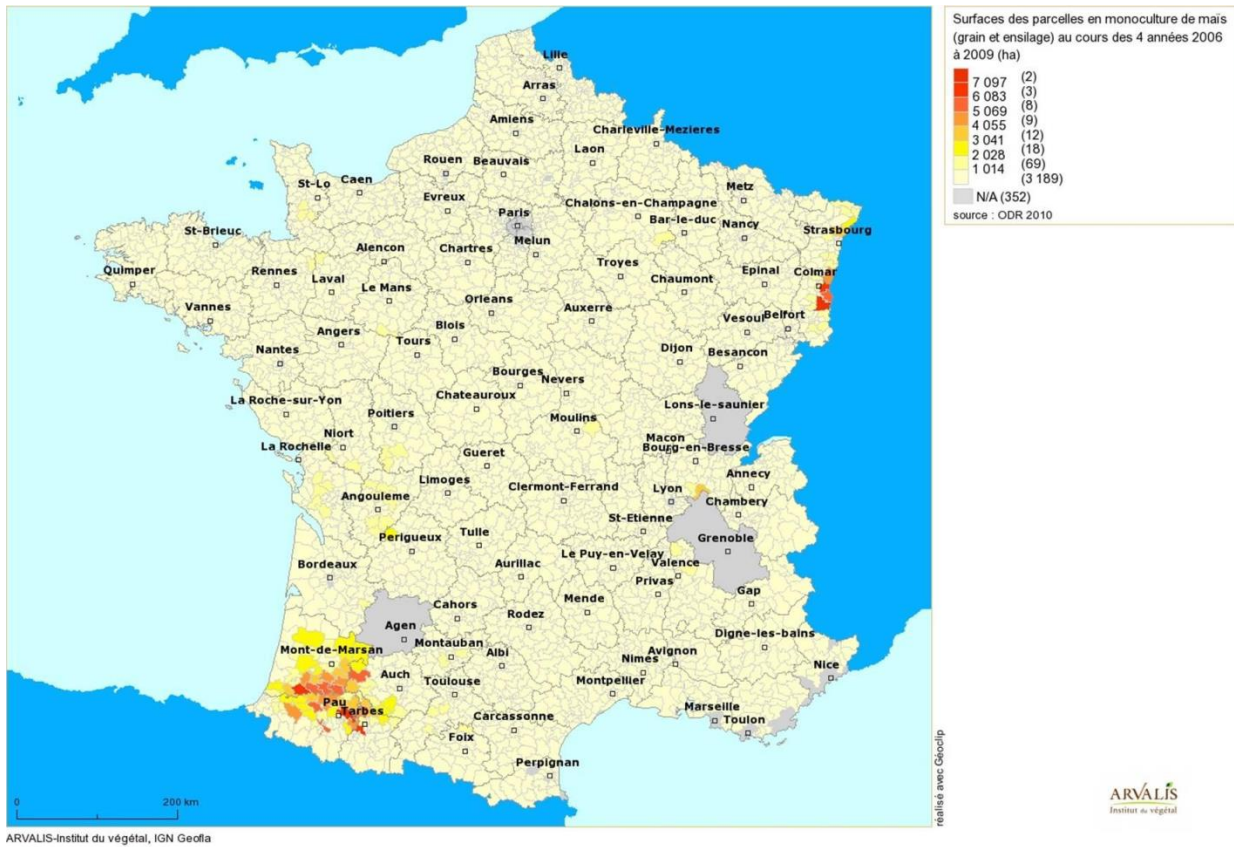 Surfaces des parcelles en monoculture de maïs
(grain et ensilage) au cours des 4 années 2006
à 2009 (ha)
7 097 (2)
6 083 (3)
5 069 (8)
4 055 (9)
3 041 (12)
2 028 (18)
1 014 (69)
(3 189)
N/A (352)
source : ODR 2010
Lille
Arras
Amiens
Charleville-Mezieres
Rouen
Beauvais
Laon
St-Lo
Caen
Evreux
Metz
Paris
Chalons-en-Champagne
Bar-le-duc
Nancy
Strasbourg
St-Brieuc
Alencon
Chartres
Melun
Quimper
Rennes
Laval
Le Mans
Troyes
Chaumont
Epinal
Colmar
Vannes
Orleans
Auxerre
Angers
Blois
Vesoul
Belfort
Nantes
Tours
Dijon
Besancon
Bourges
Nevers
La Roche-sur-Yon
Poitiers
Chateauroux
Moulins
Lons-le-saunier
Niort
La Rochelle
Macon
Bourg-en-Bresse
Gueret
Annecy
Angouleme
Limoges
Clermont-Ferrand
Lyon
Chambery
St-Etienne
Perigueux
Tulle
Grenoble
Bordeaux
Aurillac
Le Puy-en-Velay
Valence
Privas
Gap
Cahors
Mende
Agen
Rodez
Digne-les-bains
Mont-de-Marsan
Montauban
Albi
Avignon
Nimes
Nice
Auch
Toulouse
Montpellier
Pau
Tarbes
Marseille
Toulon
Carcassonne
Foix
Perpignan
0 200 km
réalisé avec Géoclip
ARVALIS
Institut du végétal
ARVALIS-Institut du végétal, IGN Geofla